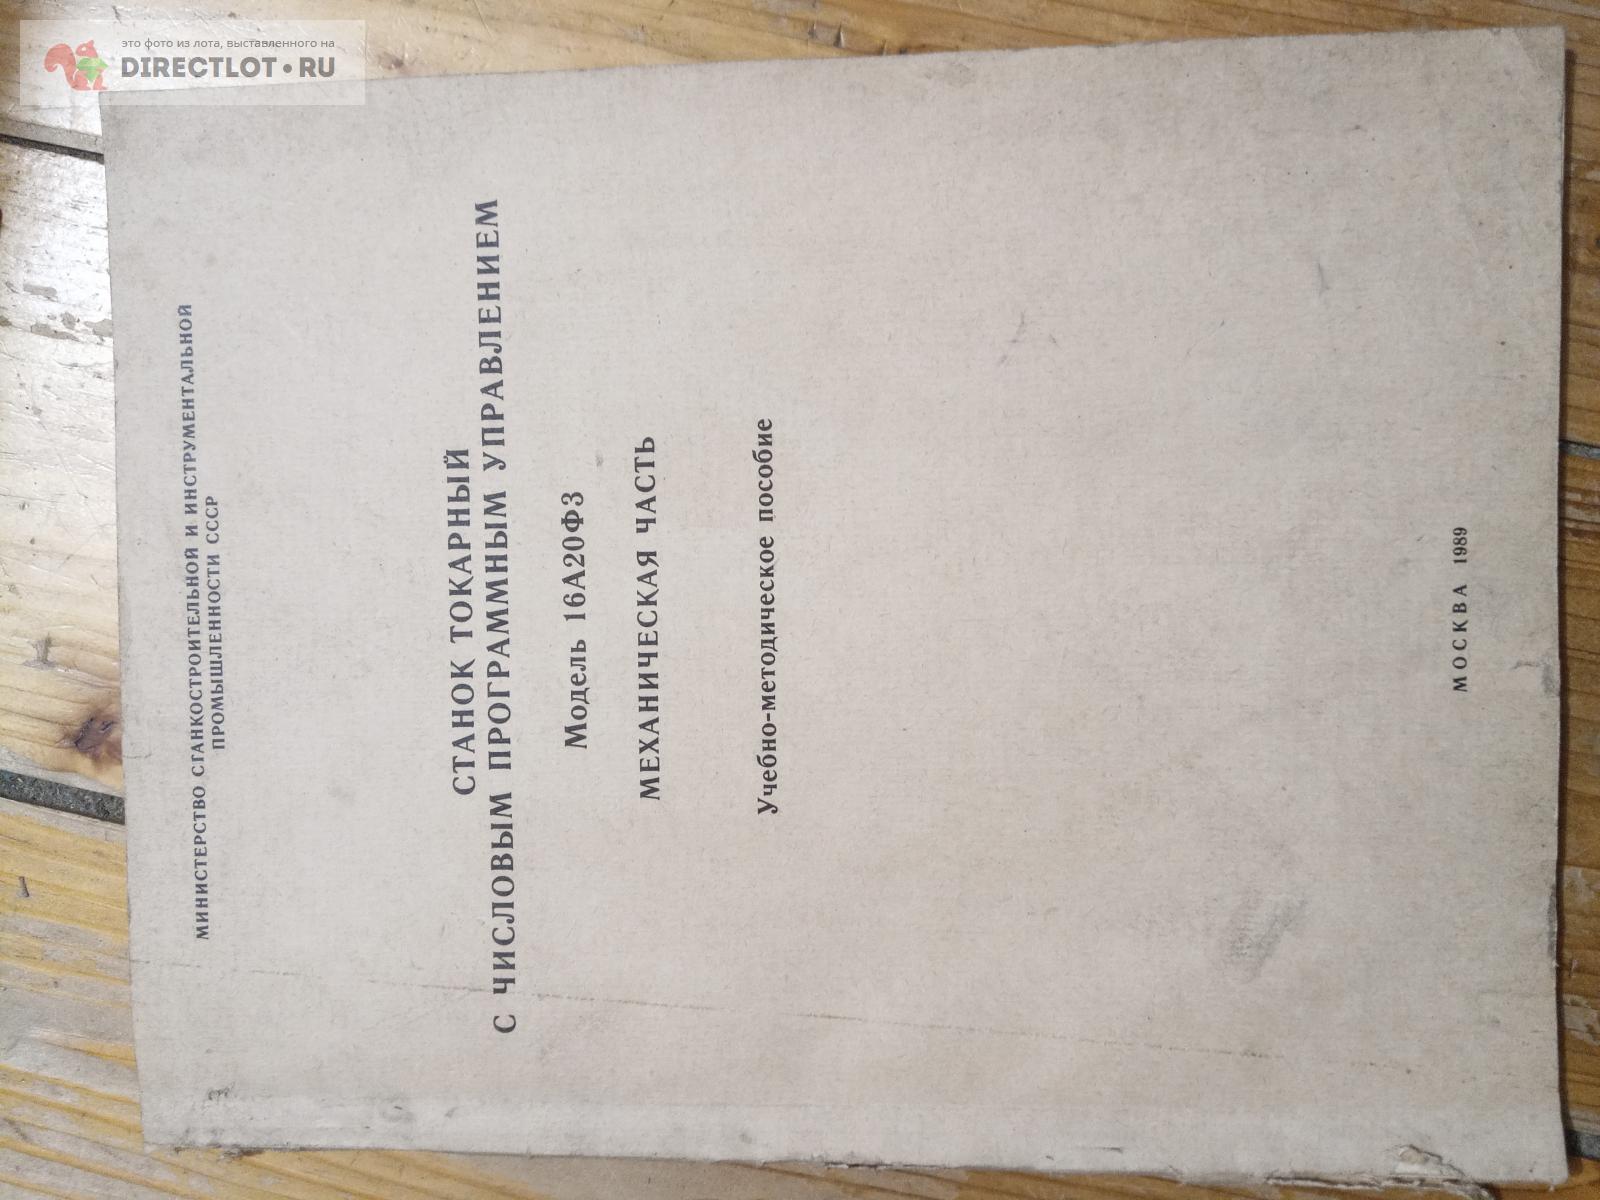 это фото из лота, выставленного на
DIRECTLOT•RU
МИНИСТЕРСТВО СТАНКОСТРОИТЕЛЬНОЙ И ИНСТРУМЕНТАЛЬНОЙ
ПРОМЫШЛЕННОСТИ СССР
СТАНОК ТОКАРНЫЙ
С ЧИСЛОВЫМ ПРОГРАММНЫМ УПРАВЛЕНИЕМ
Модель 16А20Ф3
МЕХАНИЧЕСКАЯ ЧАСТЬ
Учебно-методическое пособие
МОСКВА 1989